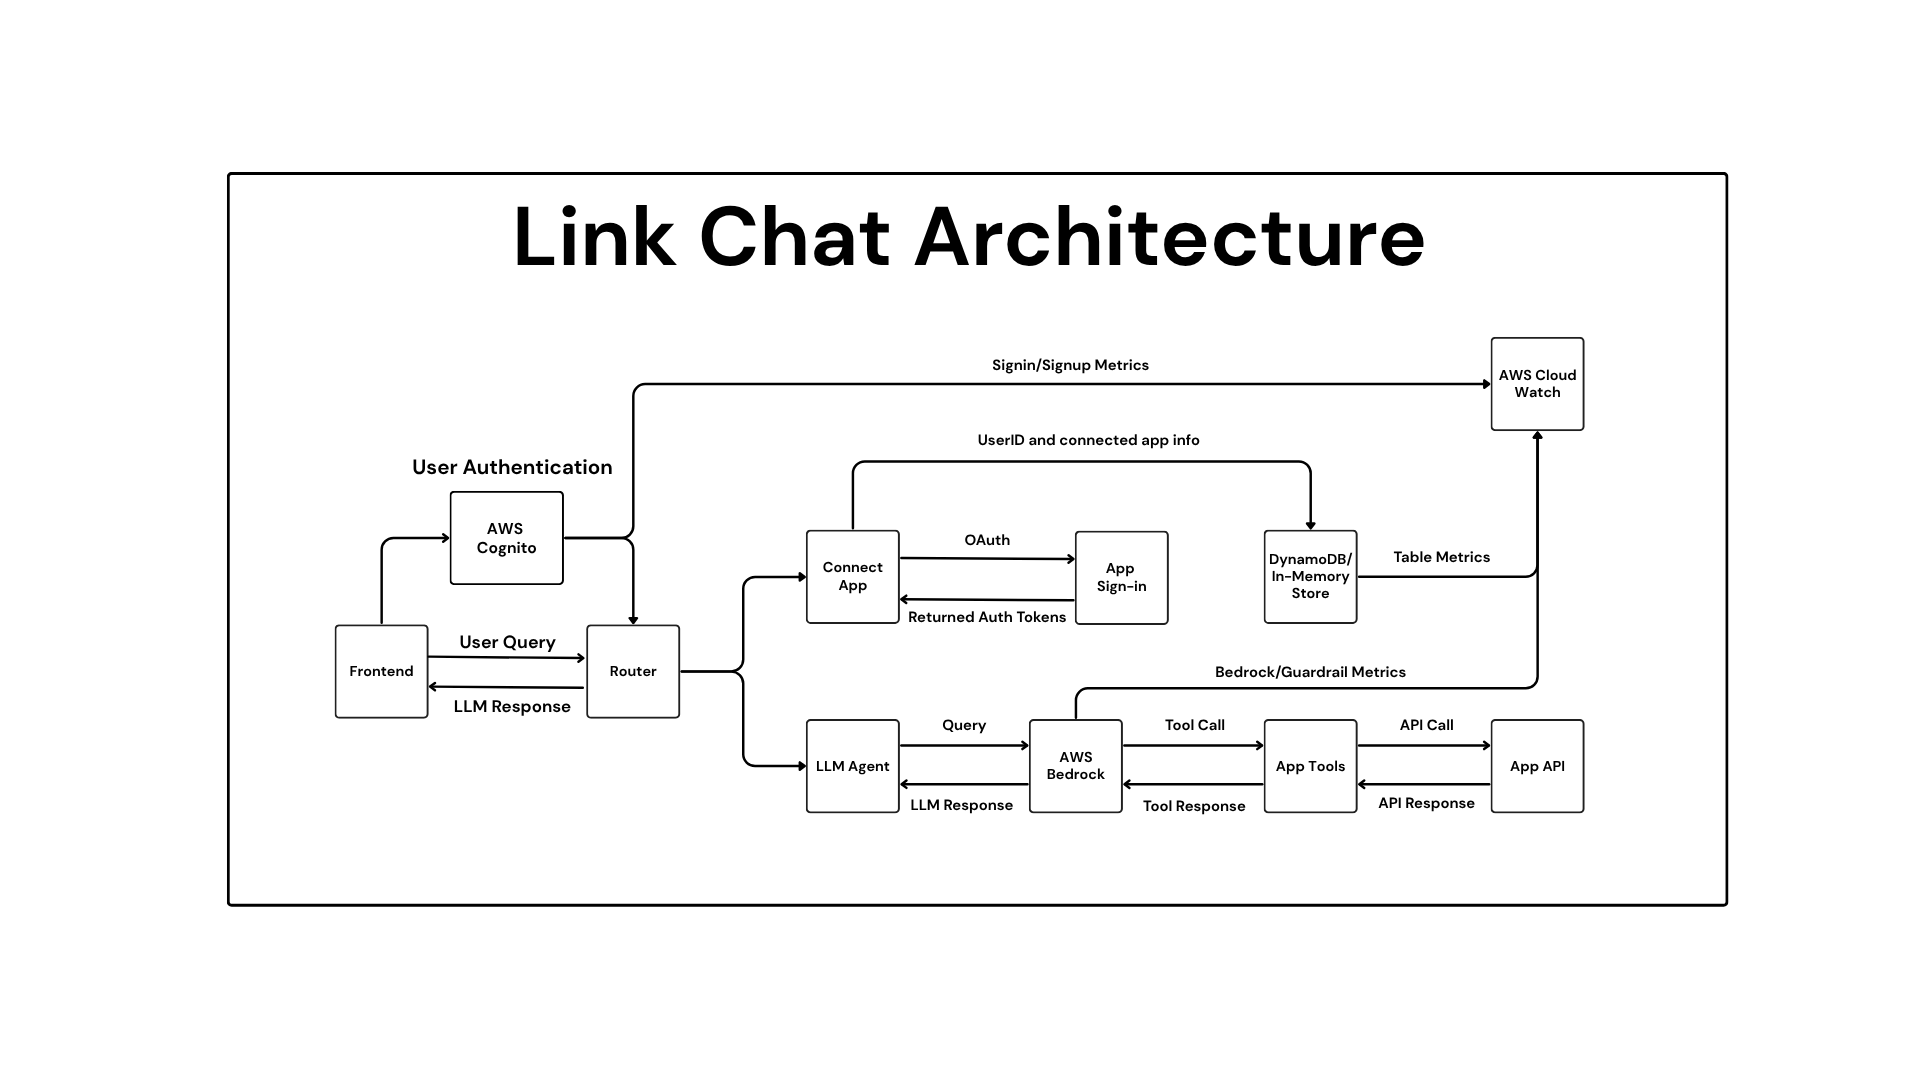 Link Chat Architecture
Signin/Signup Metrics
AWS Cloud
Watch
UserID and connected app info
User Authentication
AWS
Cognito
OAuth
Connect
App
App
Sign-in
Returned Auth Tokens
DynamoDB/
In-Memory
Store
Table Metrics
Frontend
User Query
LLM Response
Router
Bedrock/Guardrail Metrics
LLM Agent
Query
LLM Response
AWS
Bedrock
Tool Call
Tool Response
App Tools
API Call
API Response
App API